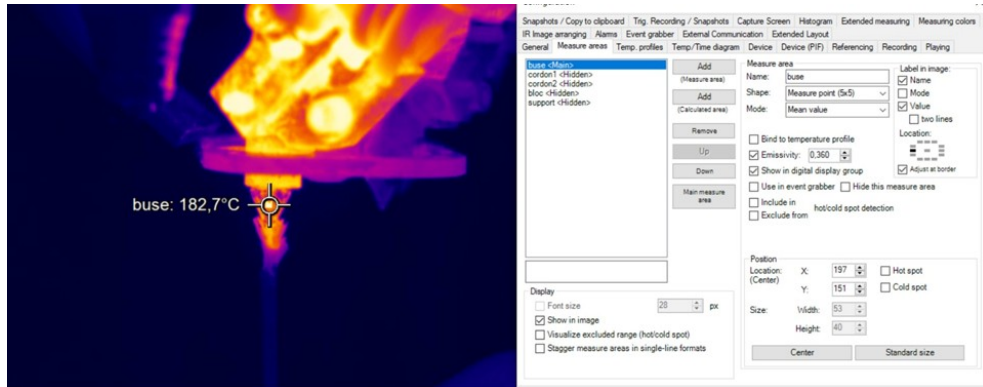 Snapshots / Copy to clipboard Trig. Recording / Snapshots Capture Screen Histogram Extended measuring Measuring colors
IR Image arranging Alarms Event grabber External Communication Extended Layout
General Measure areas Temp. profiles Temp/Time diagram Device Device (PIF) Referencing Recording Playing
buse: 182,7°C
buse <Main>
cordon1 <Hidden>
cordon2 <Hidden>
bloc <Hidden>
support <Hidden>
Add
(Measure area)
Add
(Calculated area)
Remove
Up
Down
Main measure
area
Display
Font size 28 px
Show in image
Visualize excluded range (hot/cold spot)
Stagger measure areas in single-line formats
Measure area
Name: buse
Shape: Measure point (5x5)
Mode: Mean value
Label in image:
Name
Mode
Value
two lines
Location:
Adjust at border
Bind to temperature profile
Emissivity: 0,360
Show in digital display group
Use in event grabber Hide this measure area
Include in
Exclude from
hot/cold spot detection
Position
Location: X: 197 Hot spot
(Center)
Y: 151 Cold spot
Size: Width: 53
Height: 40
Center Standard size